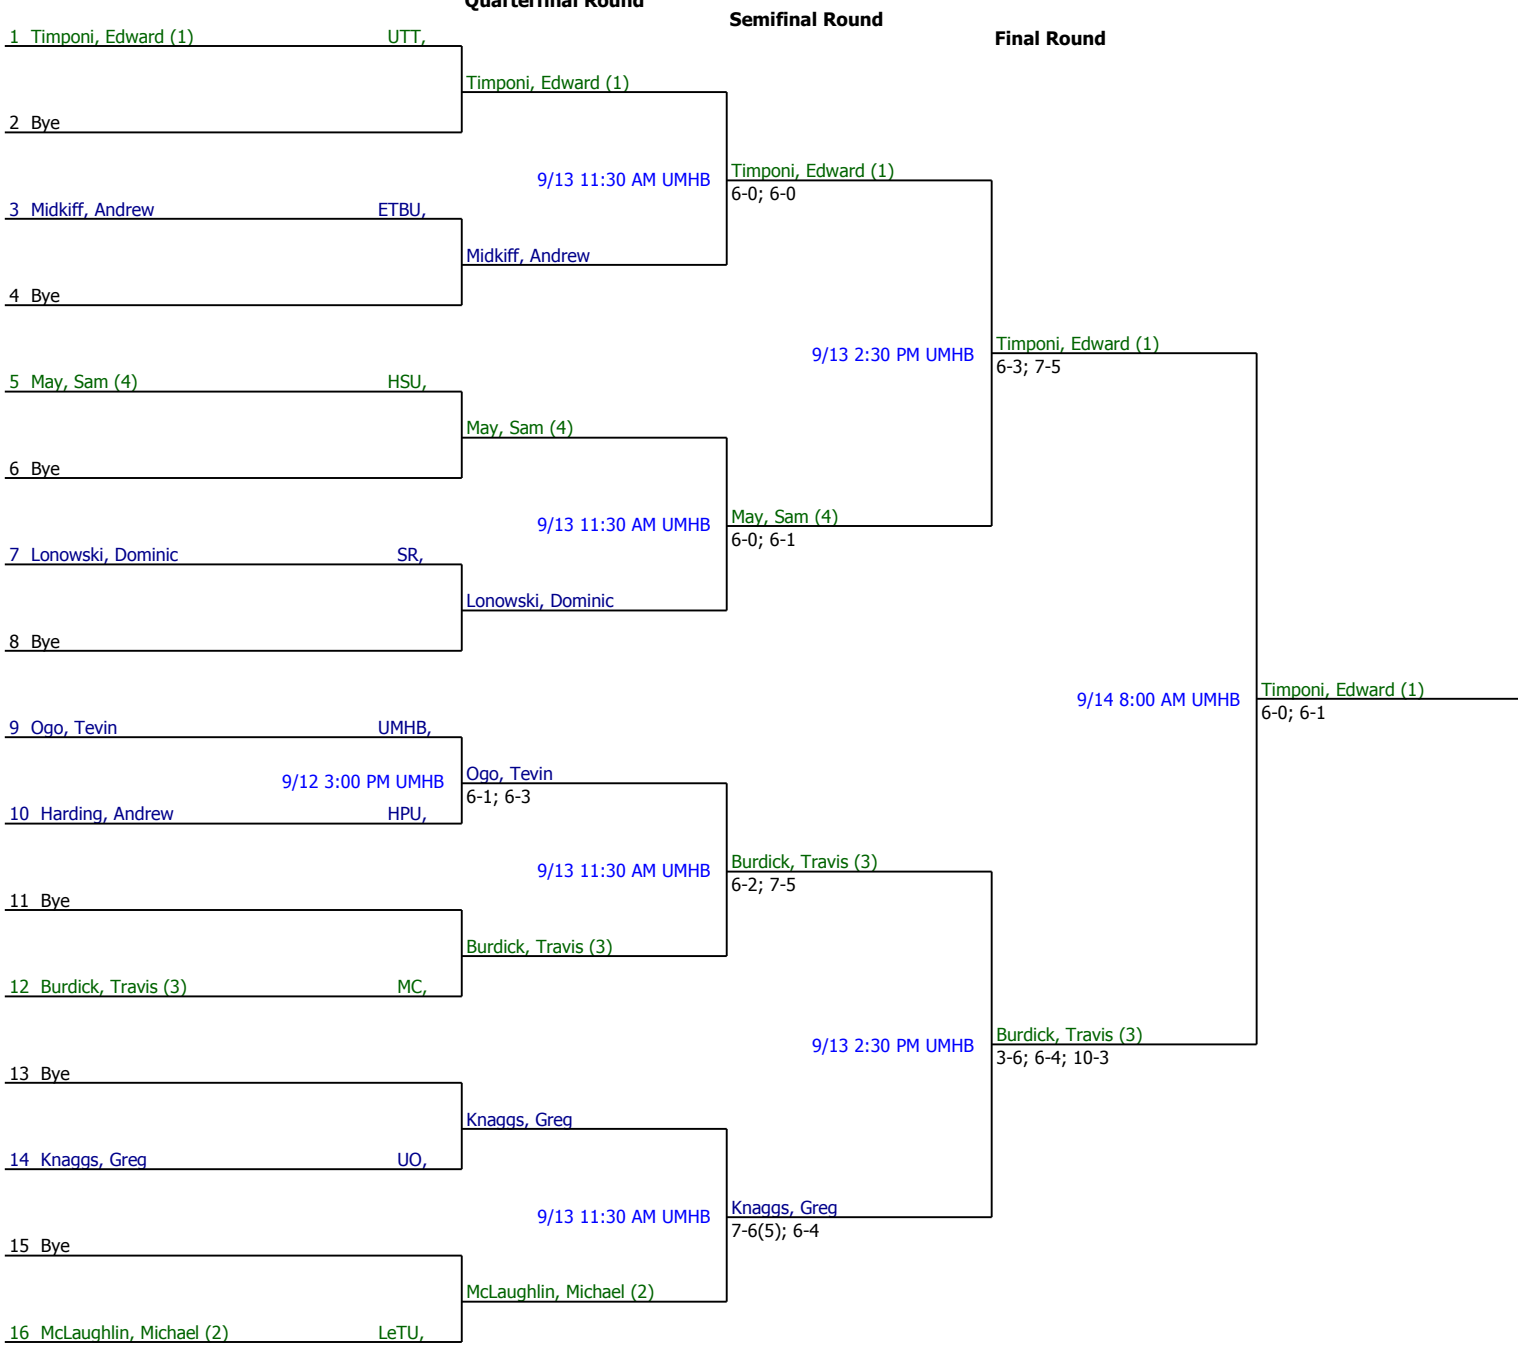 Quarterfinal Round
Semifinal Round
Final Round
1 Timponi, Edward (1) UTT,
Timponi, Edward (1)
2 Bye
9/13 11:30 AM UMHB
Timponi, Edward (1)
6-0; 6-0
3 Midkiff, Andrew ETBU,
Midkiff, Andrew
4 Bye
9/13 2:30 PM UMHB
Timponi, Edward (1)
6-3; 7-5
5 May, Sam (4) HSU,
May, Sam (4)
6 Bye
9/13 11:30 AM UMHB
May, Sam (4)
6-0; 6-1
7 Lonowski, Dominic SR,
Lonowski, Dominic
8 Bye
9/14 8:00 AM UMHB
Timponi, Edward (1)
6-0; 6-1
9 Ogo, Tevin UMHB,
9/12 3:00 PM UMHB
Ogo, Tevin
6-1; 6-3
10 Harding, Andrew HPU,
9/13 11:30 AM UMHB
Burdick, Travis (3)
6-2; 7-5
11 Bye
Burdick, Travis (3)
12 Burdick, Travis (3) MC,
9/13 2:30 PM UMHB
Burdick, Travis (3)
3-6; 6-4; 10-3
13 Bye
Knaggs, Greg
14 Knaggs, Greg UO,
9/13 11:30 AM UMHB
Knaggs, Greg
7-6(5); 6-4
15 Bye
McLaughlin, Michael (2)
16 McLaughlin, Michael (2) LeTU,